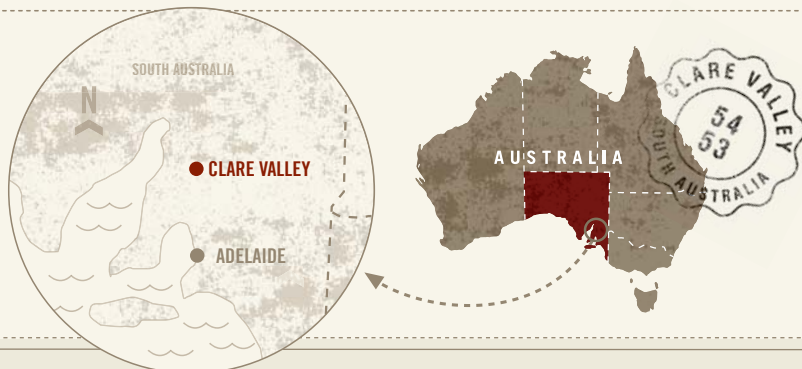 SOUTH AUSTRALIA
N
CLARE VALLEY
ADELAIDE
AUSTRALIA
CLARE VALLEY
54
53
SOUTH AUSTRALIA